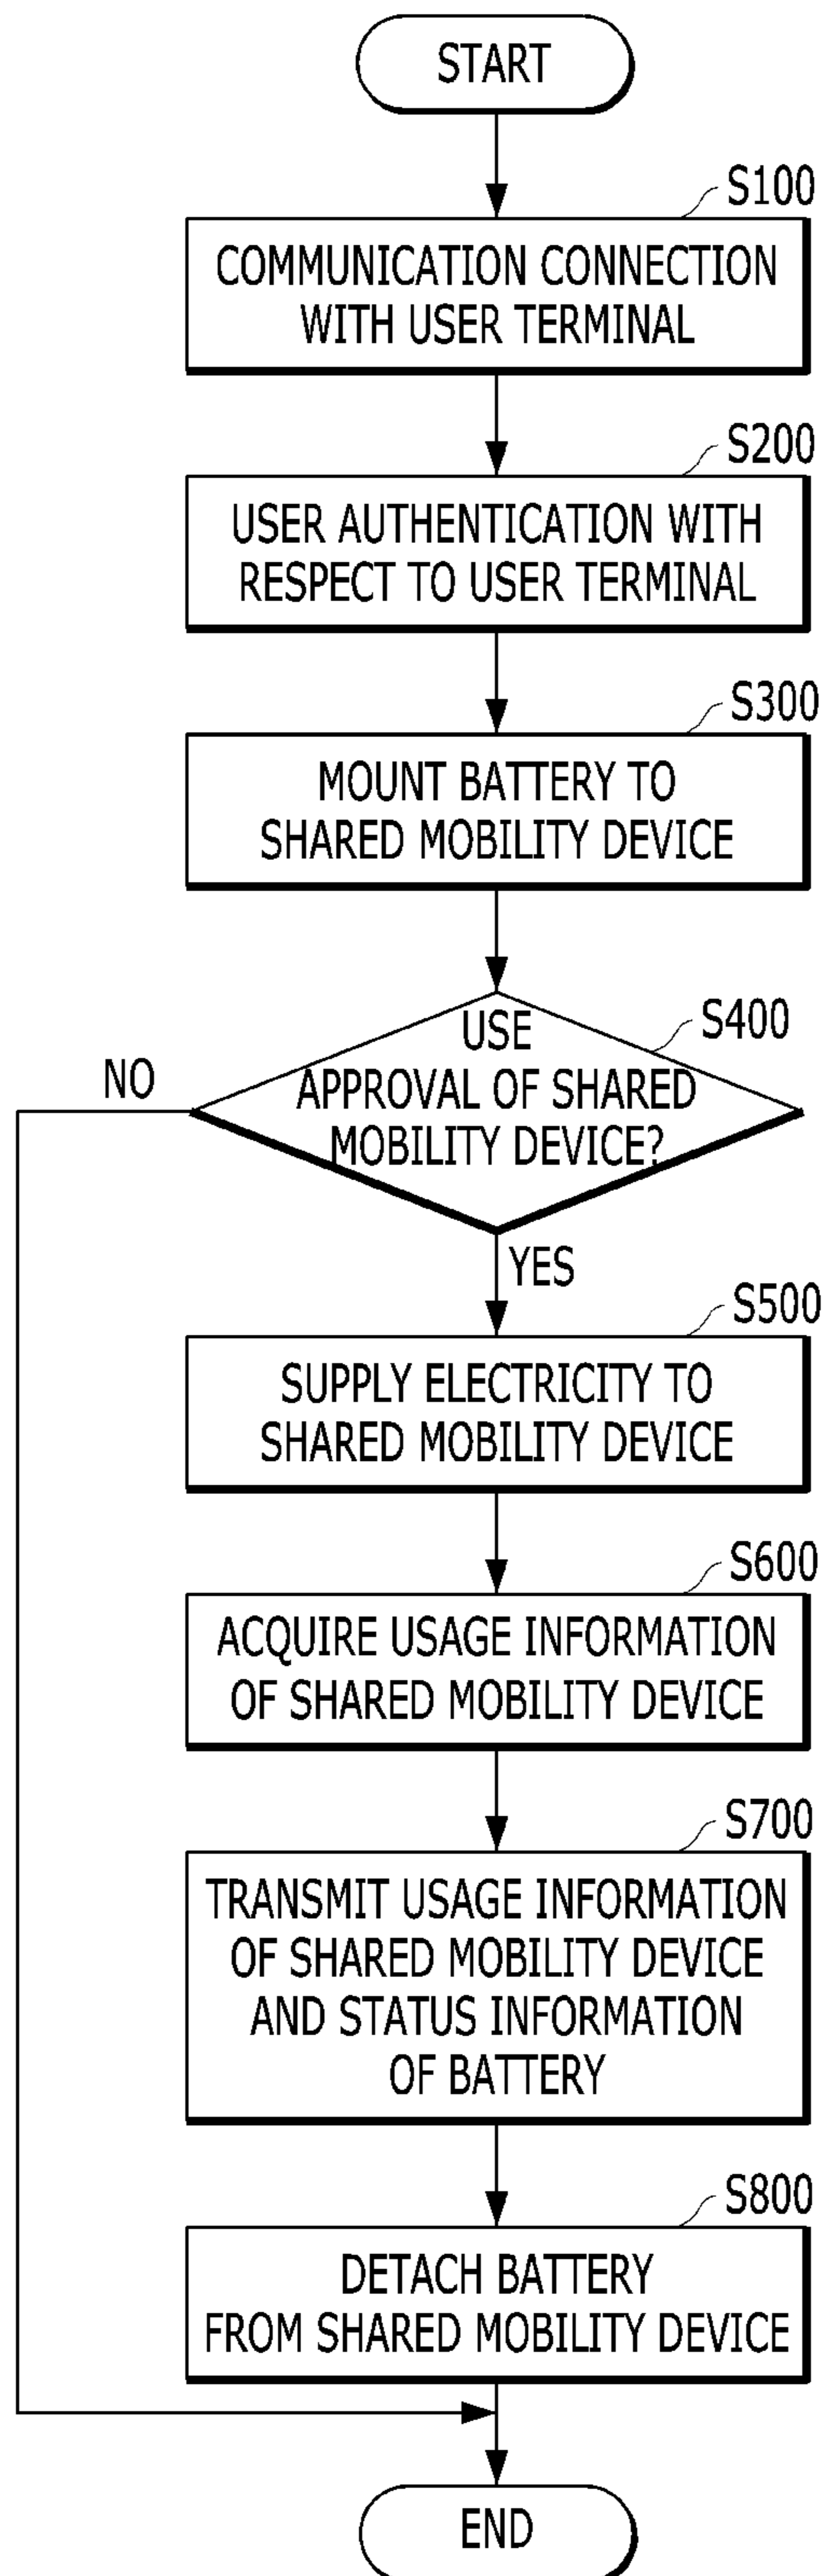 START
S100
COMMUNICATION CONNECTION
WITH USER TERMINAL
S200
USER AUTHENTICATION WITH
RESPECT TO USER TERMINAL
S300
MOUNT BATTERY TO
SHARED MOBILITY DEVICE
S400
USE
APPROVAL OF SHARED
MOBILITY DEVICE?
NO
YES
S500
SUPPLY ELECTRICITY TO
SHARED MOBILITY DEVICE
S600
ACQUIRE USAGE INFORMATION
OF SHARED MOBILITY DEVICE
S700
TRANSMIT USAGE INFORMATION
OF SHARED MOBILITY DEVICE
AND STATUS INFORMATION
OF BATTERY
S800
DETACH BATTERY
FROM SHARED MOBILITY DEVICE
END